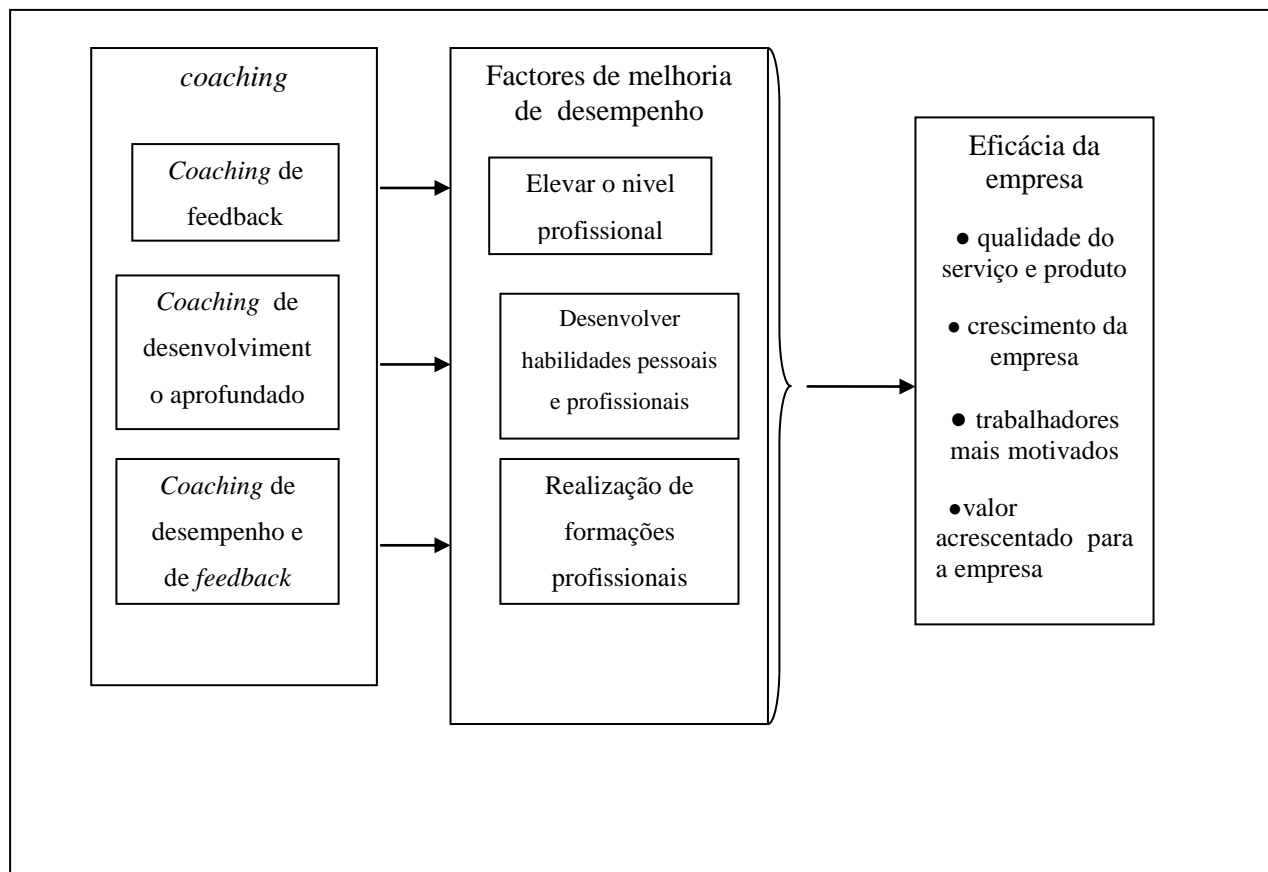 coaching
Coaching de
feedback
Coaching de
desenvolviment
o aprofundado
Coaching de
desempenho e
de feedback
Factores de melhoria
de desempenho
Elevar o nivel
profissional
Desenvolver
habilidades pessoais
e profissionais
Realização de
formações
profissionais
Eficácia da
empresa
● qualidade do
serviço e produto
● crescimento da
empresa
● trabalhadores
mais motivados
●valor
acrescentado para
a empresa